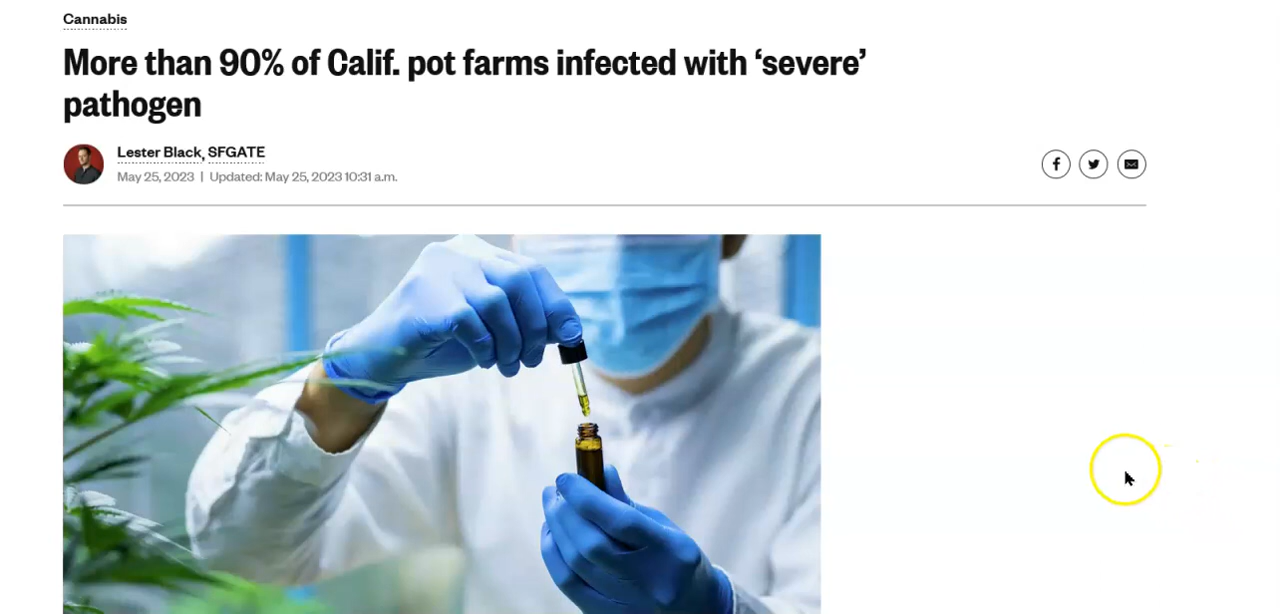 Cannabis
More than 90% of Calif. pot farms infected with ‘severe’
pathogen
Lester Black, SFGATE
May 25, 2023 | Updated: May 25, 2023 10:31 a.m.